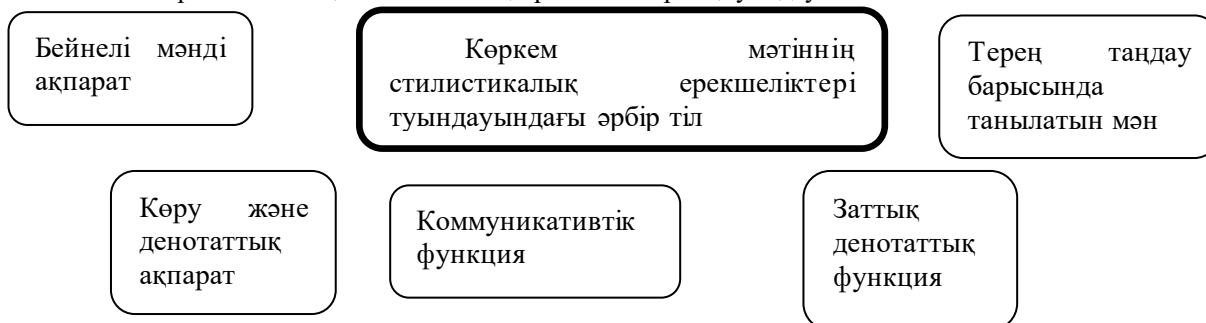 Бейнелі мәнді
ақпарат
Көркем мәтіннің
стилистикалық ерекшеліктері
туындауындағы әрбір тіл
Терең таңдау
барысында
танылатын мән
Көру және
денотаттық
ақпарат
Коммуникативтік
функция
Заттық
денотаттық
функция